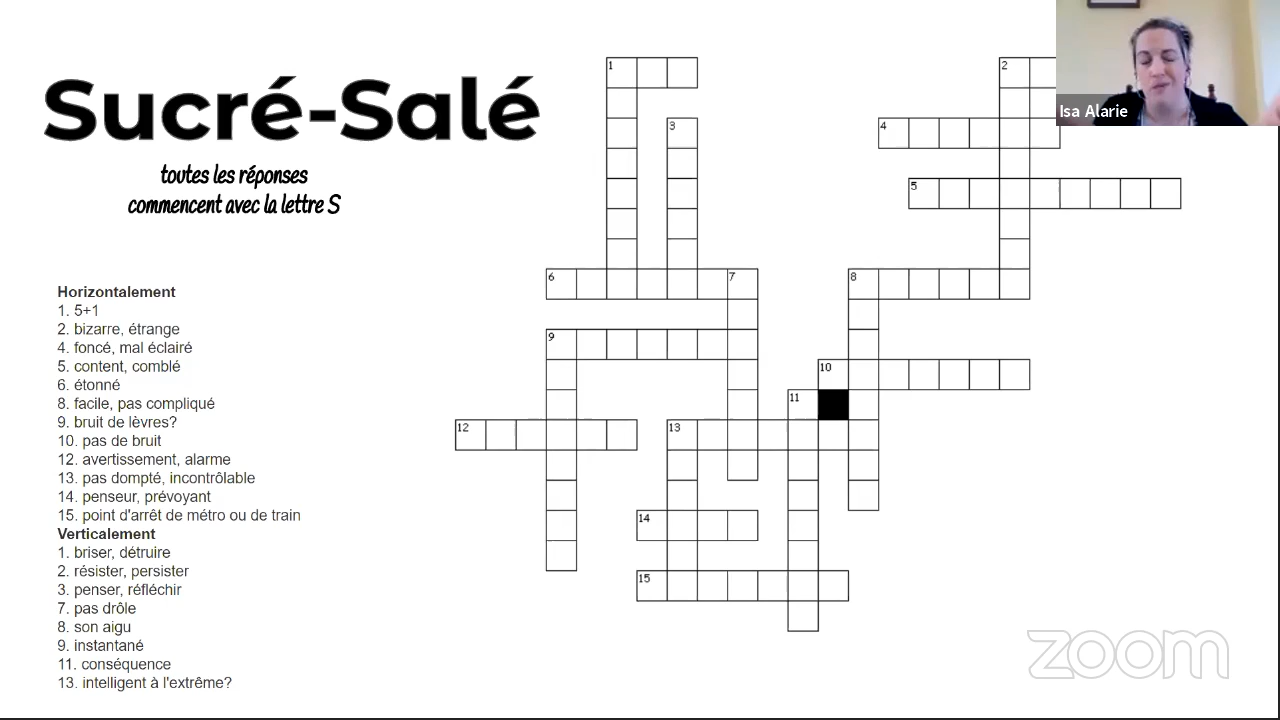 Sucré-Salé
toutes les réponses
commencent avec la lettre S
Isa Alarie
1
2
3
4
5
6
7
8
9
10
11
12
13
14
15
Horizontalement
1. 5+1
2. bizarre, étrange
4. foncé, mal éclairé
5. content, comblé
6. étonné
8. facile, pas compliqué
9. bruit de lèvres?
10. pas de bruit
12. avertissement, alarme
13. pas dompté, incontrôlable
14. penseur, prévoyant
15. point d'arrêt de métro ou de train
Verticalement
1. briser, détruire
2. résister, persister
3. penser, réfléchir
7. pas drôle
8. son aigu
9. instantané
11. conséquence
13. intelligent à l'extrême?
zoom